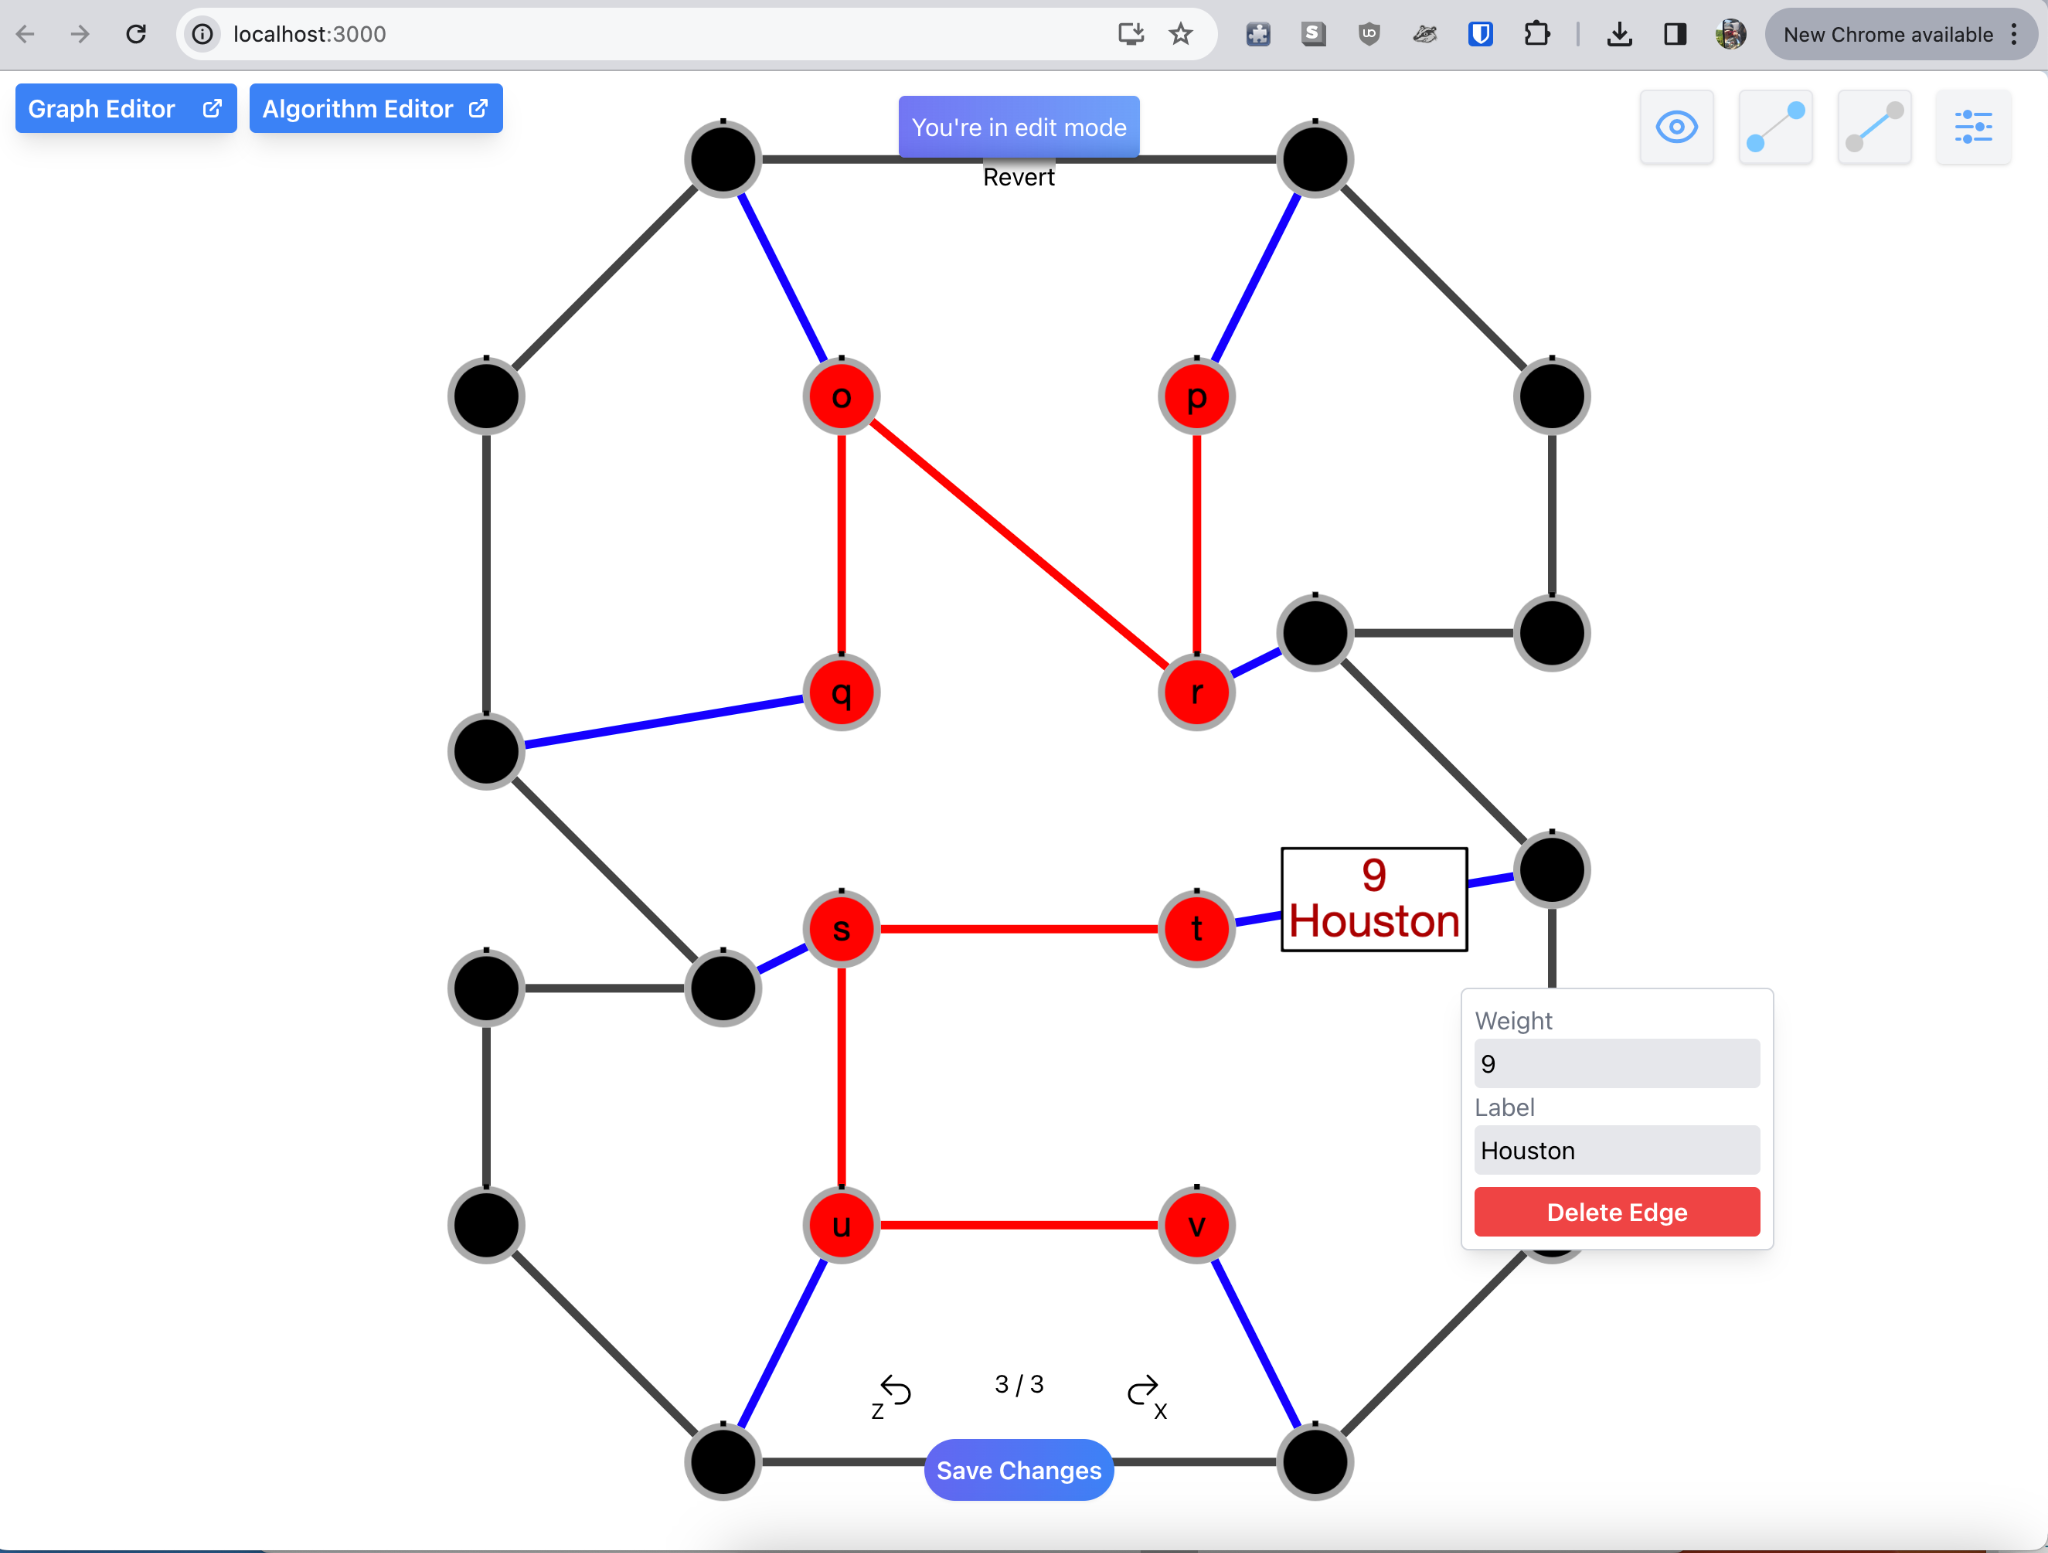 localhost:3000
New Chrome available
Graph Editor
Algorithm Editor
You're in edit mode
Revert
o
p
q
r
s
t
9
Houston
Weight
9
Label
Houston
Delete Edge
u
v
Z
3 / 3
X
Save Changes